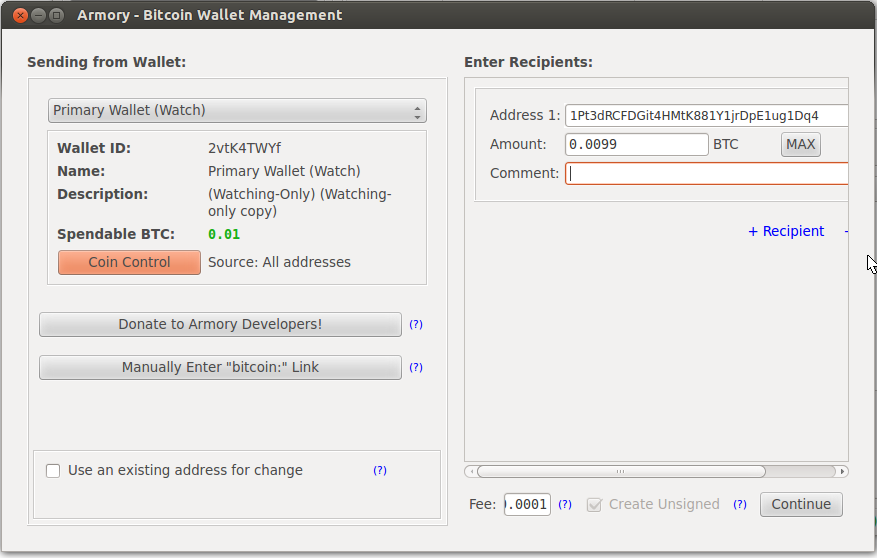 Armory - Bitcoin Wallet Management
Sending from Wallet:
Primary Wallet (Watch)
Wallet ID: 2vtK4TWYf
Name: Primary Wallet (Watch)
Description: (Watching-Only) (Watching-
only copy)
Spendable BTC: 0.01
Coin Control Source: All addresses
Donate to Armory Developers! (?)
Manually Enter "bitcoin:" Link (?)
Use an existing address for change (?)
Enter Recipients:
Address 1: 1Pt3dRCFDGit4HMtK881Y1jrDpE1ug1Dq4
Amount: 0.0099 BTC MAX
Comment:
+ Recipient -
Fee: 0.0001 (?) Create Unsigned (?) Continue